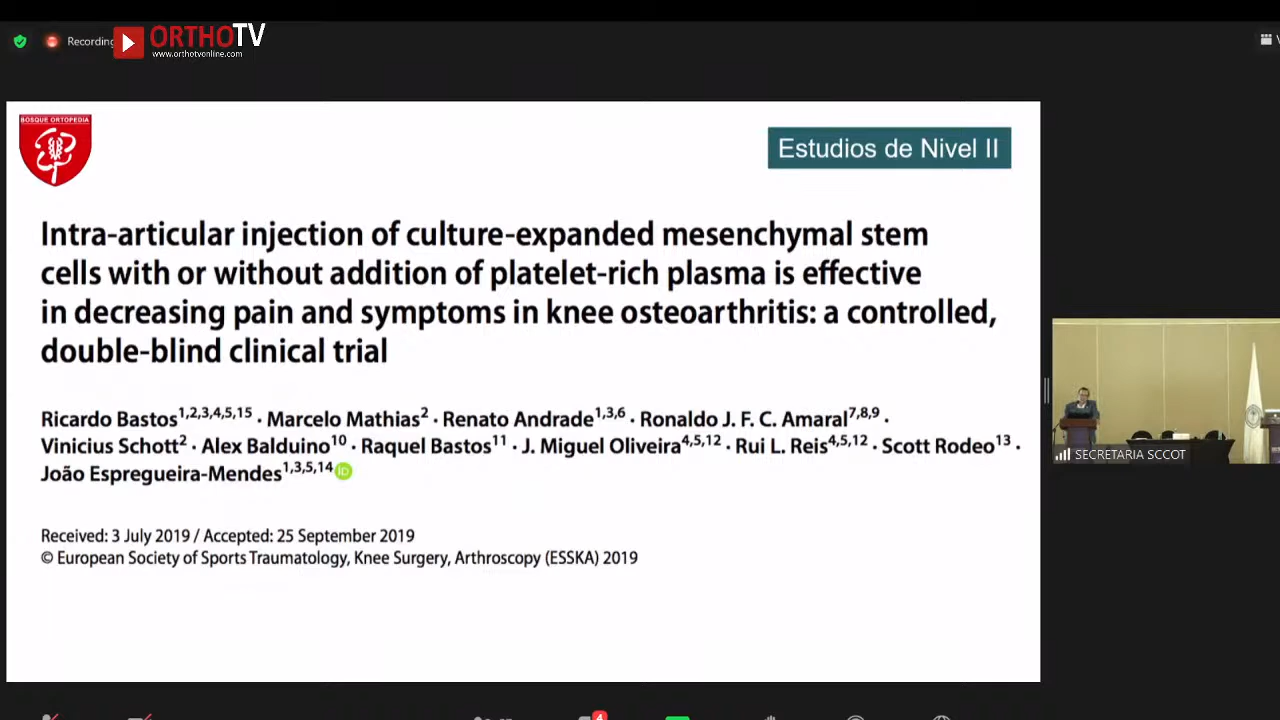 Recording
ORTHOTV
www.orthotvonline.com
BOSQUE ORTOPEDIA
Estudios de Nivel II
Intra-articular injection of culture-expanded mesenchymal stem
cells with or without addition of platelet-rich plasma is effective
in decreasing pain and symptoms in knee osteoarthritis: a controlled,
double-blind clinical trial
Ricardo Bastos1,2,3,4,5,15 · Marcelo Mathias2 · Renato Andrade1,3,6 · Ronaldo J. F. C. Amaral7,8,9 ·
Vinicius Schott2 · Alex Balduino10 · Raquel Bastos11 · J. Miguel Oliveira4,5,12 · Rui L. Reis4,5,12 · Scott Rodeo13 ·
João Espregueira-Mendes1,3,5,14 iD
Received: 3 July 2019 / Accepted: 25 September 2019
© European Society of Sports Traumatology, Knee Surgery, Arthroscopy (ESSKA) 2019
SECRETARIA SCCOT
4